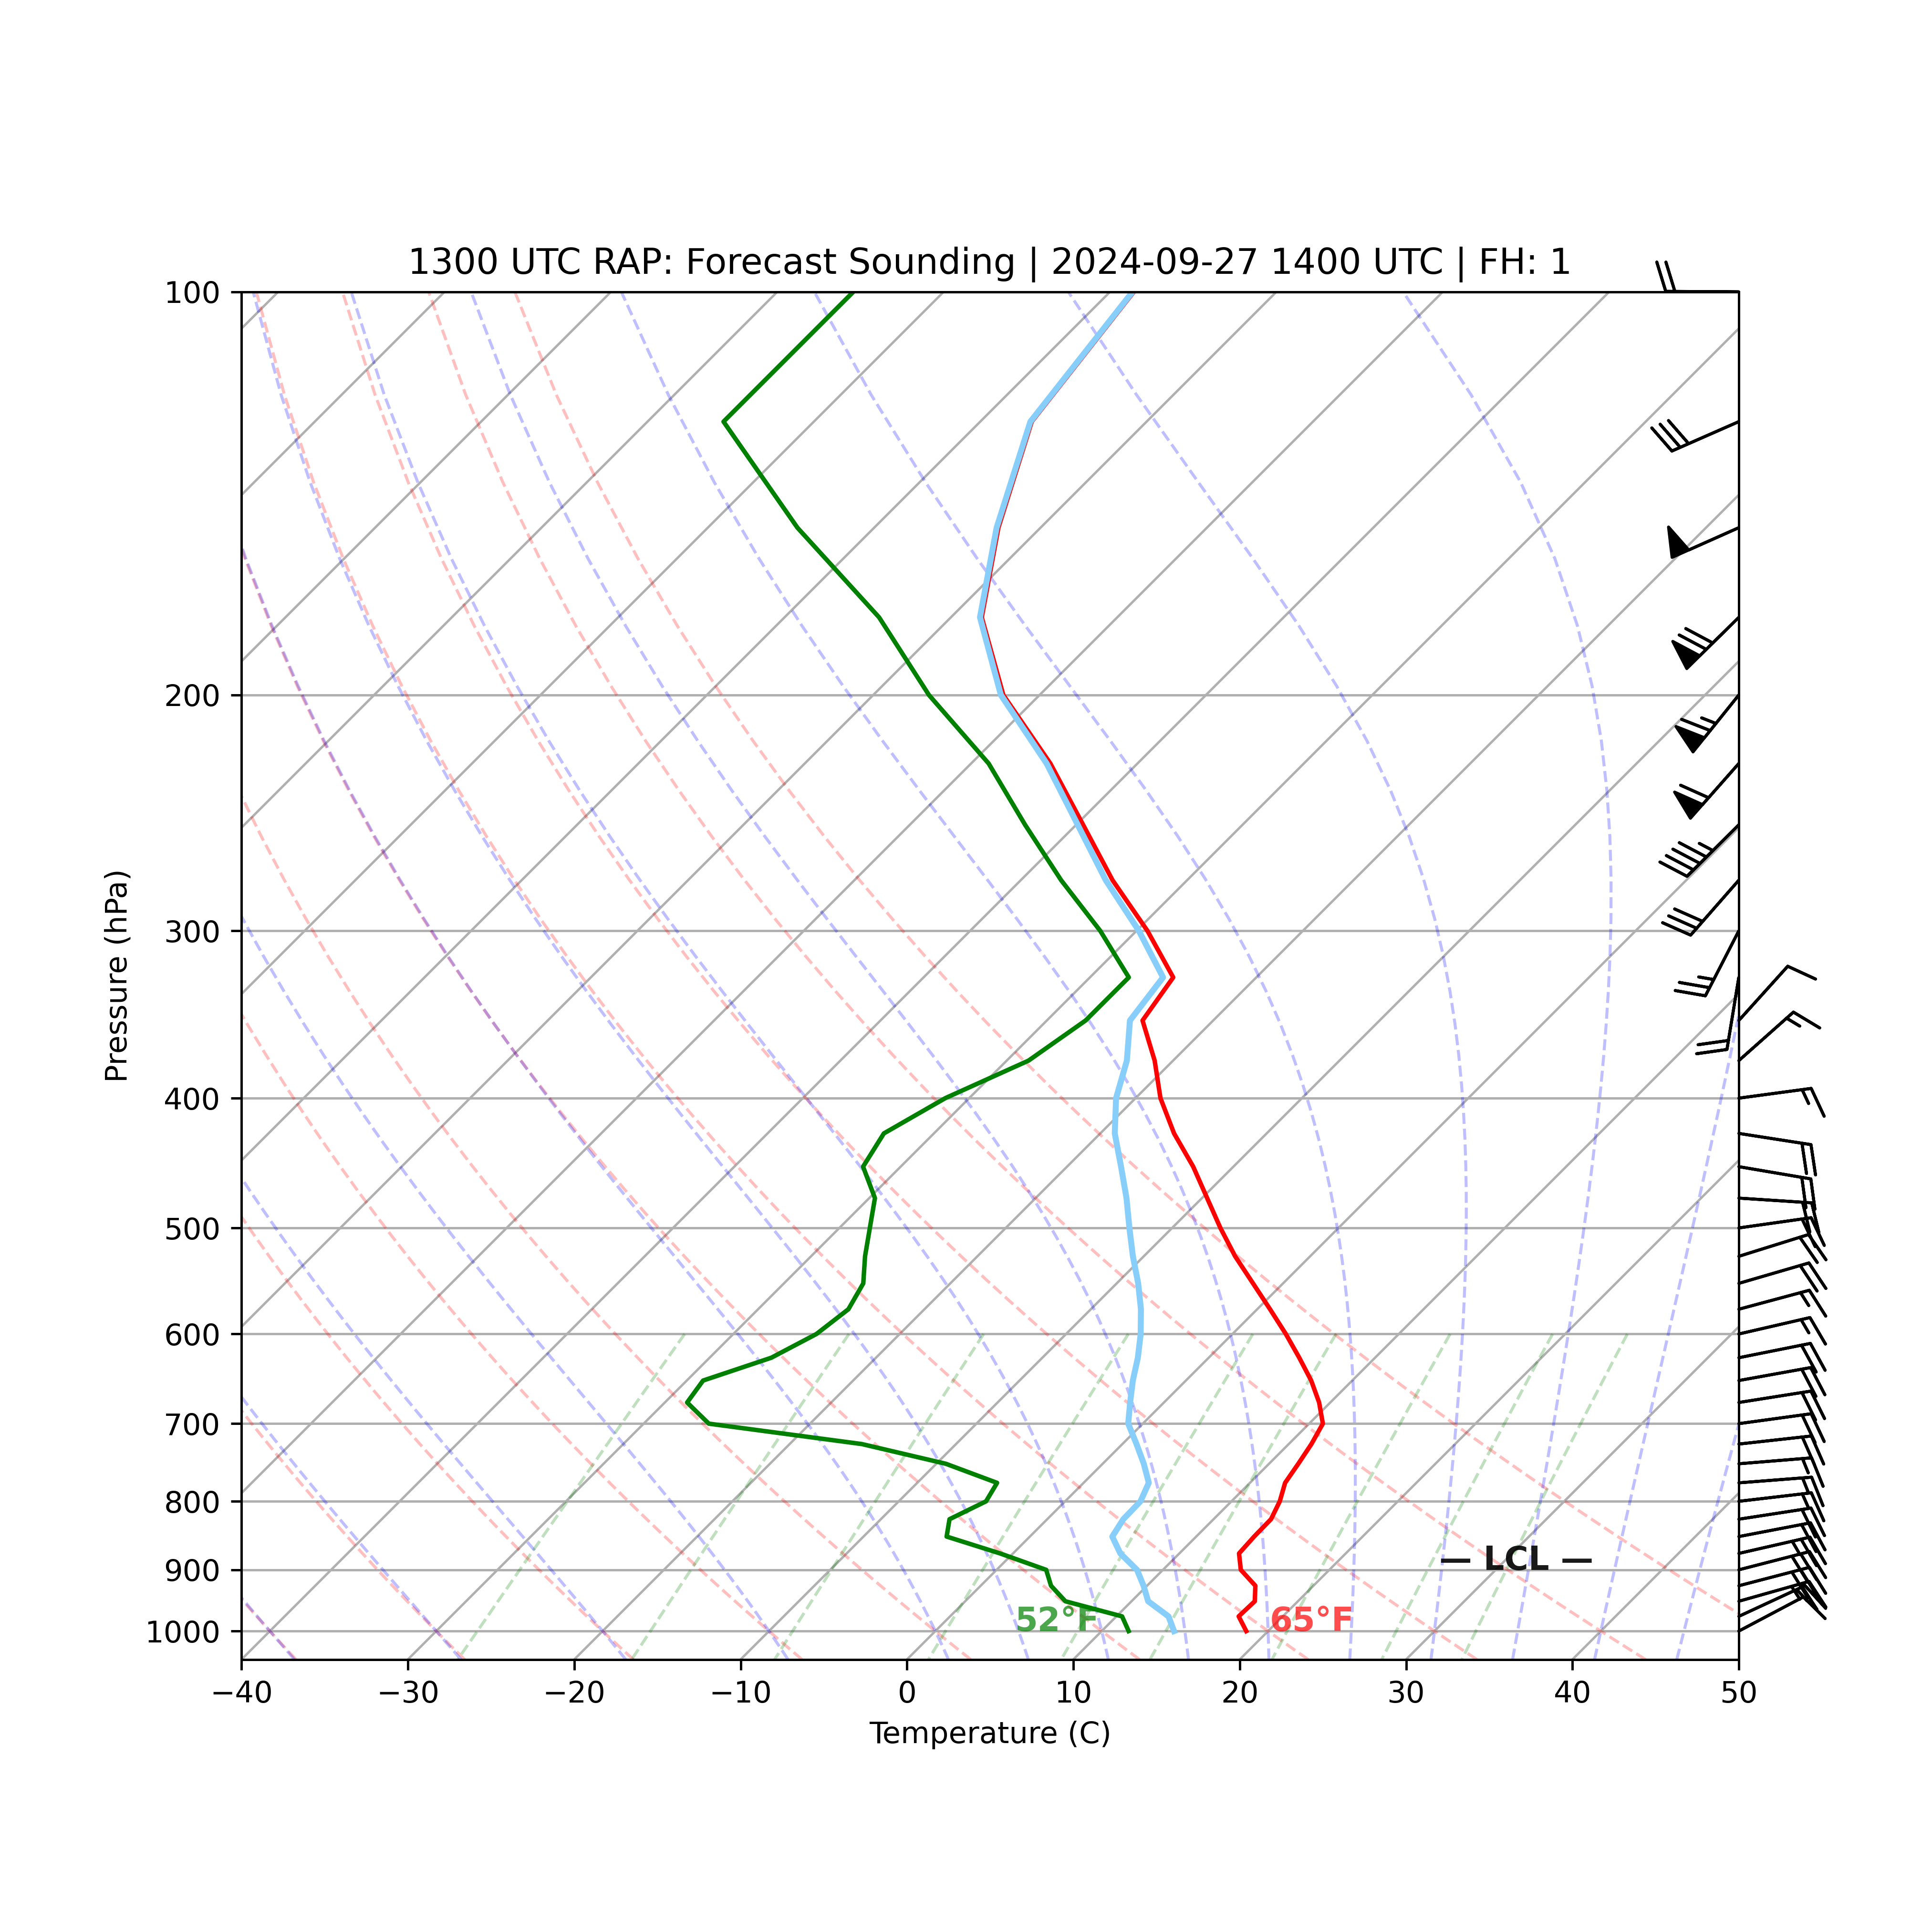 1300 UTC RAP: Forecast Sounding | 2024-09-27 1400 UTC | FH: 1
100
200
300
400
500
600
700
800
900
1000
Pressure (hPa)
— LCL —
52°F
65°F
−40 −30 −20 −10 0 10 20 30 40 50
Temperature (C)